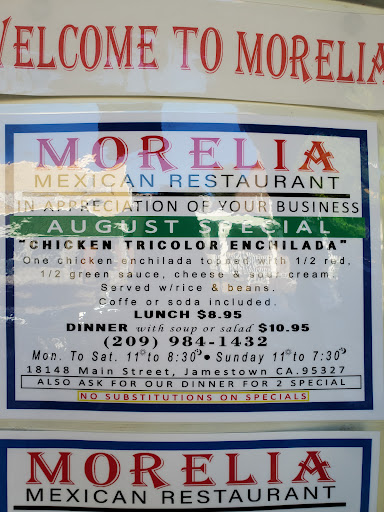 WELCOME TO MORELIA
MORELIA
MEXICAN RESTAURANT
IN APPRECIATION OF YOUR BUSINESS
AUGUST SPECIAL
"CHICKEN TRICOLOR ENCHILADA"
One chicken enchilada topped with 1/2 red,
1/2 green sauce, cheese & sour cream.
Served w/rice & beans.
Coffe or soda included.
LUNCH $8.95
DINNER with soup or salad $10.95
(209) 984-1432
Mon. To Sat. 11 to 8:30 • Sunday 11 to 7:30
18148 Main Street, Jamestown CA.95327
ALSO ASK FOR OUR DINNER FOR 2 SPECIAL
NO SUBSTITUTIONS ON SPECIALS
MORELIA
MEXICAN RESTAURANT